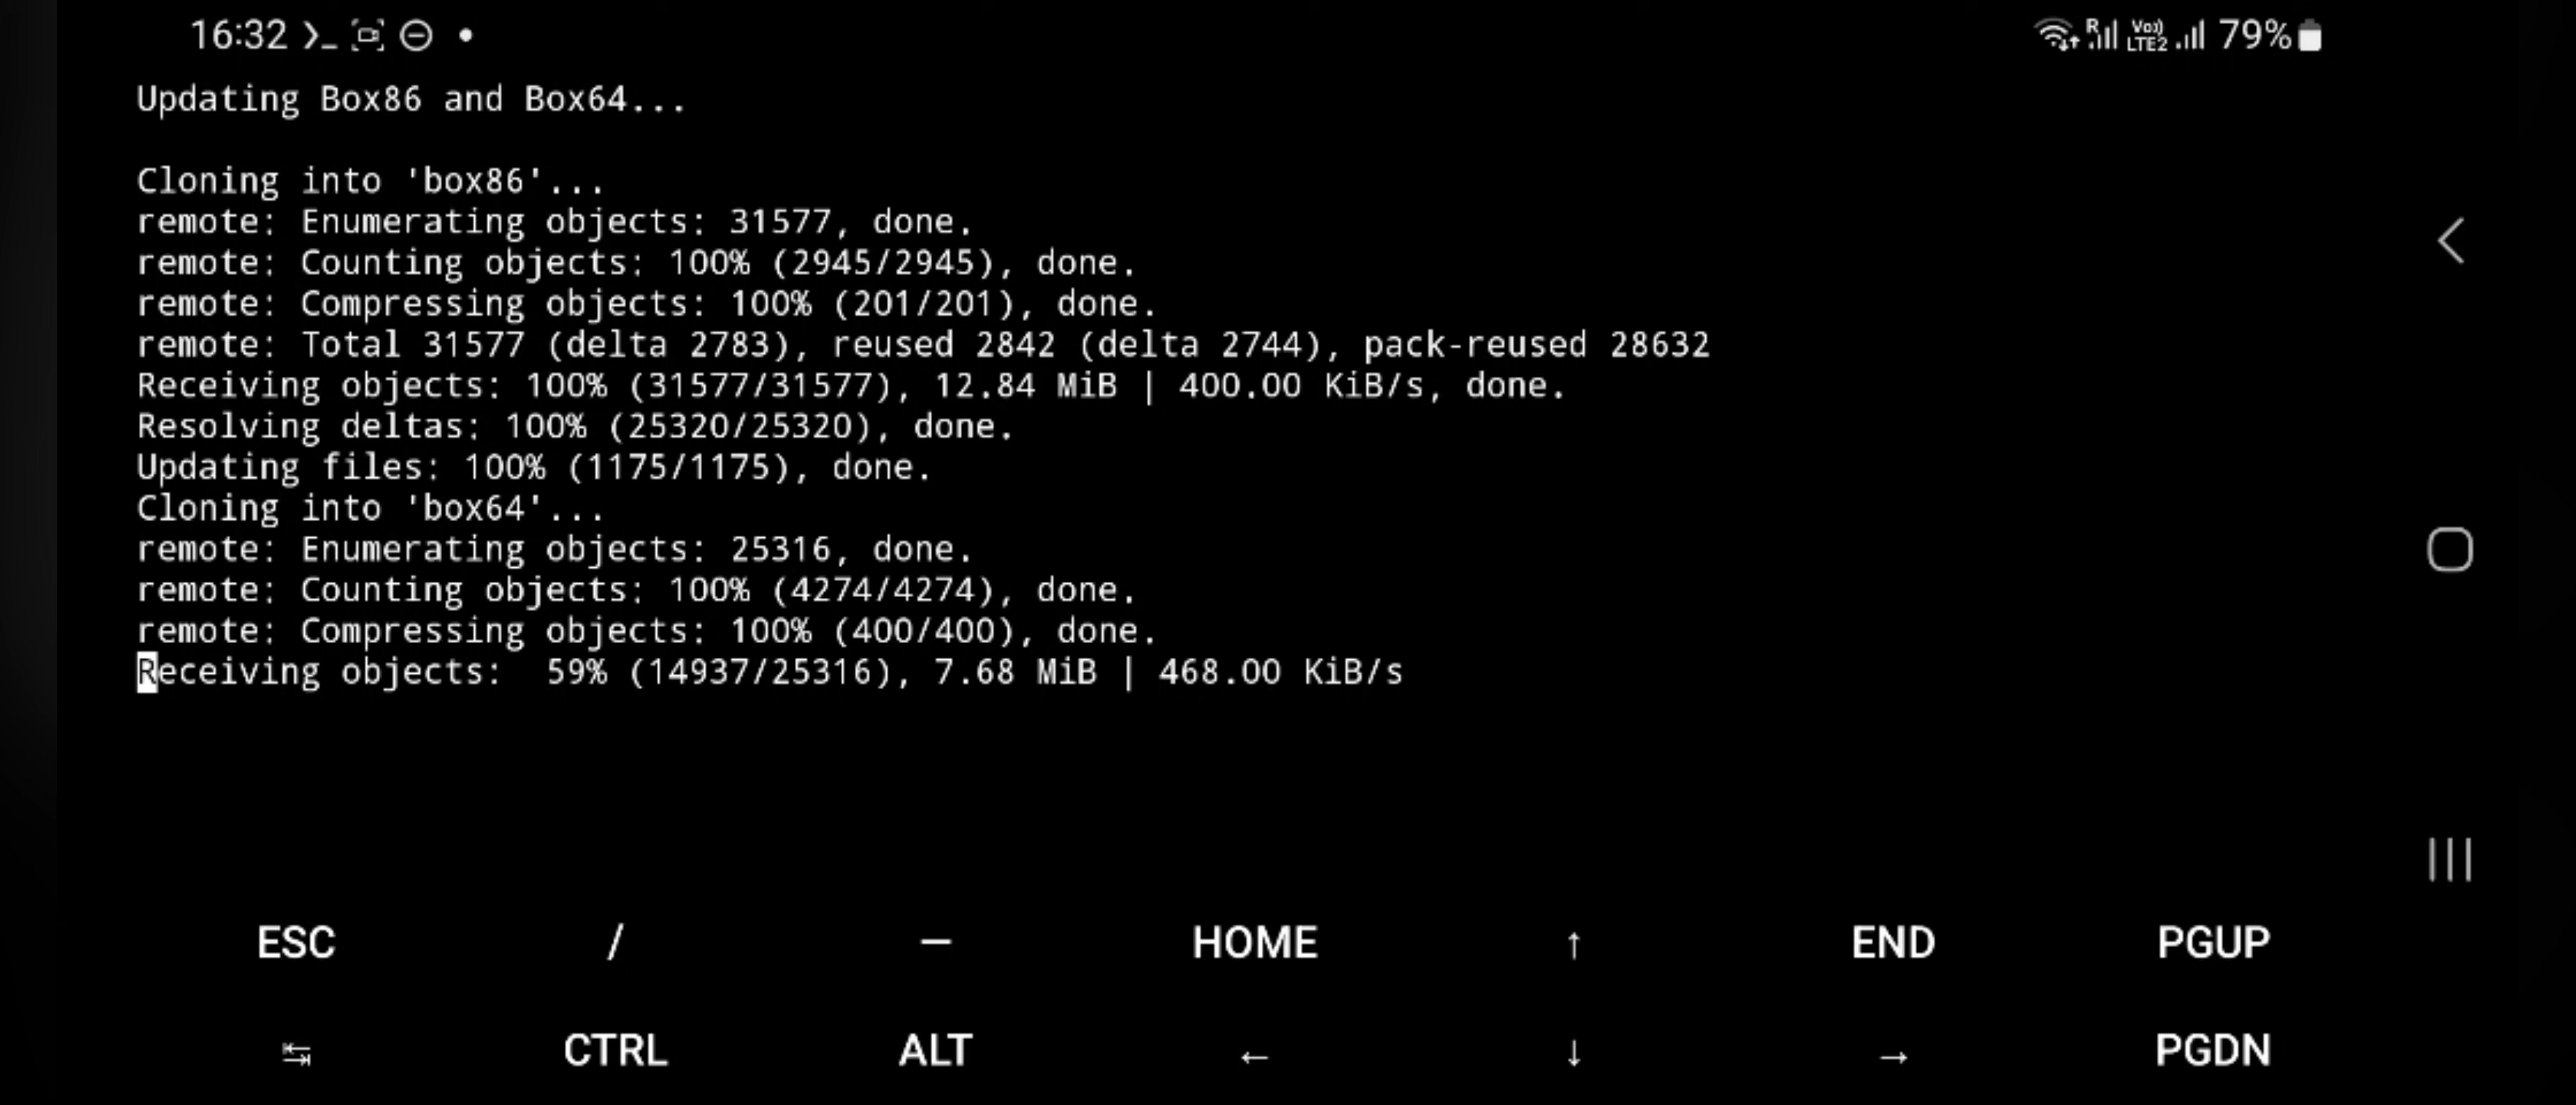 16:32
Vo))
LTE2
R
79%
Updating Box86 and Box64...
Cloning into 'box86'...
remote: Enumerating objects: 31577, done.
remote: Counting objects: 100% (2945/2945), done.
remote: Compressing objects: 100% (201/201), done.
remote: Total 31577 (delta 2783), reused 2842 (delta 2744), pack-reused 28632
Receiving objects: 100% (31577/31577), 12.84 MiB | 400.00 KiB/s, done.
Resolving deltas: 100% (25320/25320), done.
Updating files: 100% (1175/1175), done.
Cloning into 'box64'...
remote: Enumerating objects: 25316, done.
remote: Counting objects: 100% (4274/4274), done.
remote: Compressing objects: 100% (400/400), done.
Receiving objects:  59% (14937/25316), 7.68 MiB | 468.00 KiB/s
ESC / — HOME ↑ END PGUP
↹ CTRL ALT ← ↓ → PGDN